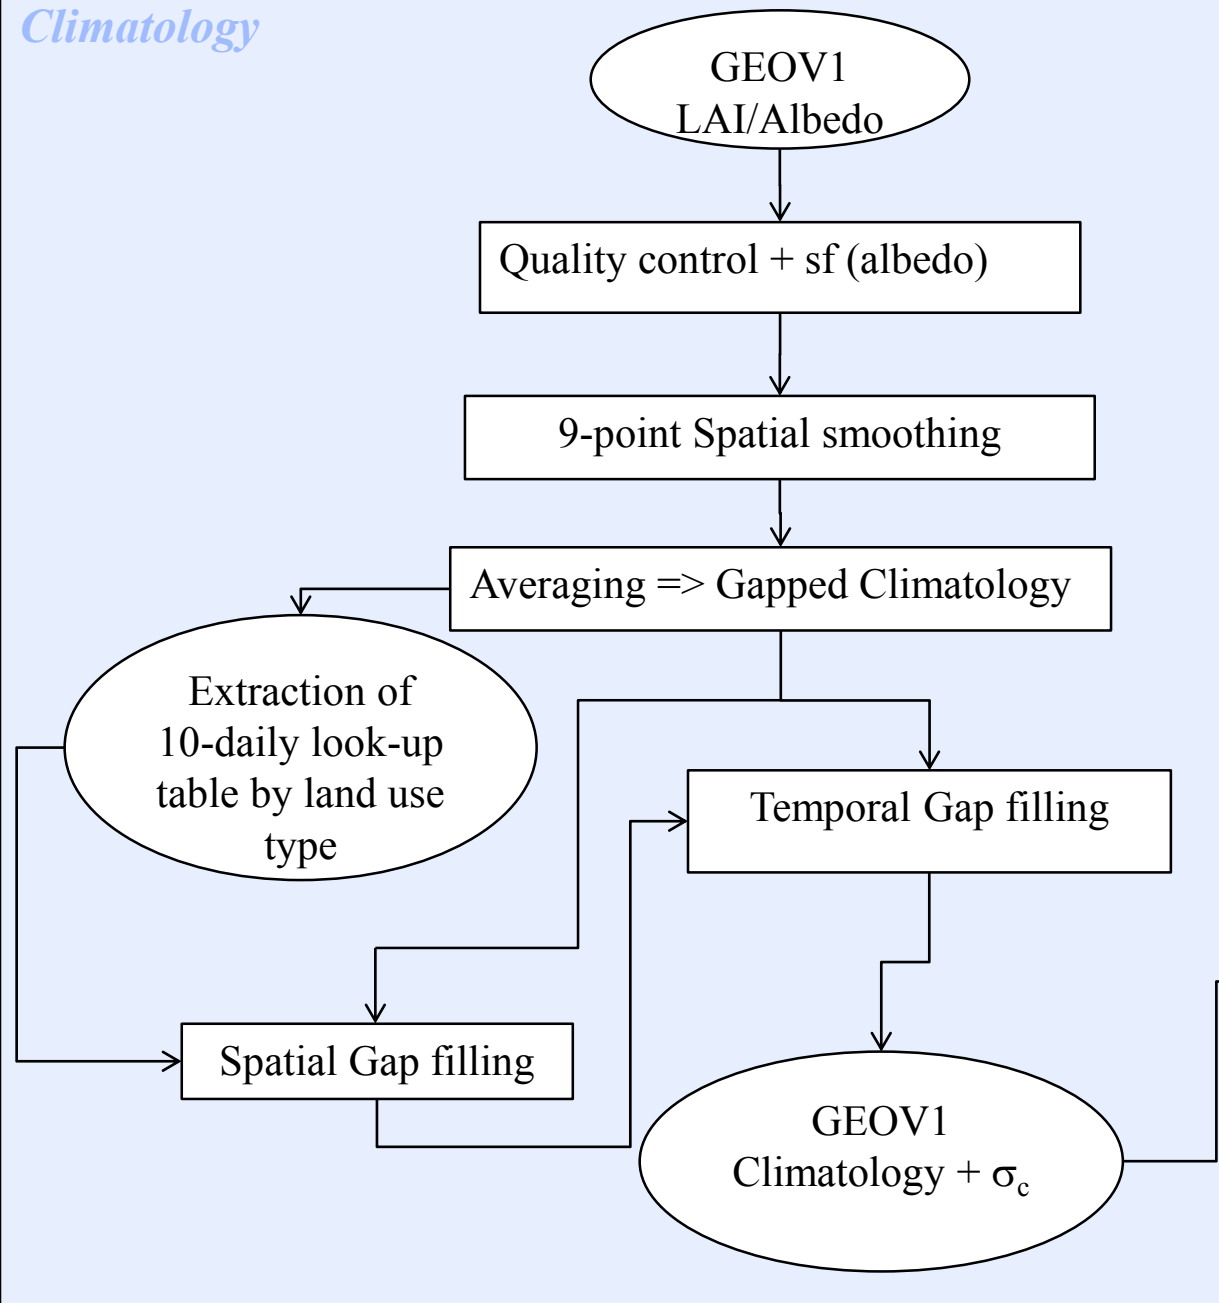 Climatology
GEOV1
LAI/Albedo
Quality control + sf (albedo)
9-point Spatial smoothing
Averaging => Gapped Climatology
Extraction of
10-daily look-up
table by land use
type
Temporal Gap filling
Spatial Gap filling
GEOV1
Climatology + σc